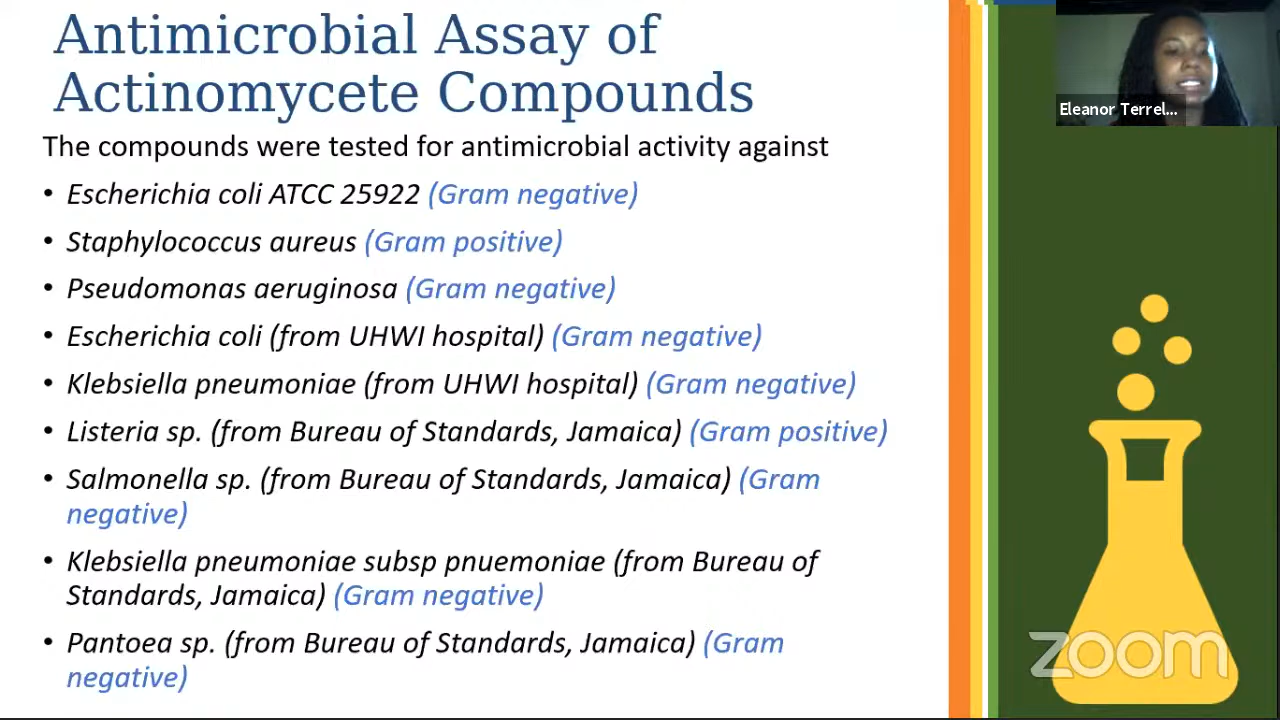 Antimicrobial Assay of
Actinomycete Compounds
The compounds were tested for antimicrobial activity against
• Escherichia coli ATCC 25922 (Gram negative)
• Staphylococcus aureus (Gram positive)
• Pseudomonas aeruginosa (Gram negative)
• Escherichia coli (from UHWI hospital) (Gram negative)
• Klebsiella pneumoniae (from UHWI hospital) (Gram negative)
• Listeria sp. (from Bureau of Standards, Jamaica) (Gram positive)
• Salmonella sp. (from Bureau of Standards, Jamaica) (Gram
negative)
• Klebsiella pneumoniae subsp pnuemoniae (from Bureau of
Standards, Jamaica) (Gram negative)
• Pantoea sp. (from Bureau of Standards, Jamaica) (Gram
negative)
Eleanor Terrel...
zoom